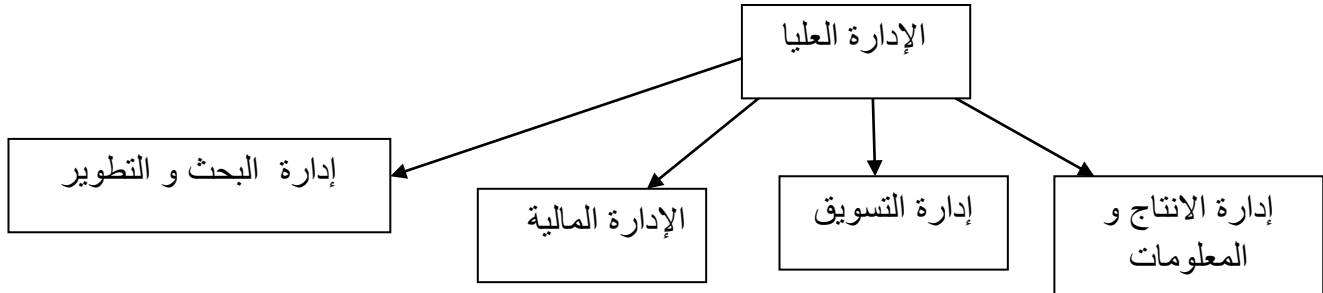 الإدارة العليا
إدارة الانتاج و
المعلومات
إدارة التسويق
الإدارة المالية
إدارة البحث و التطوير